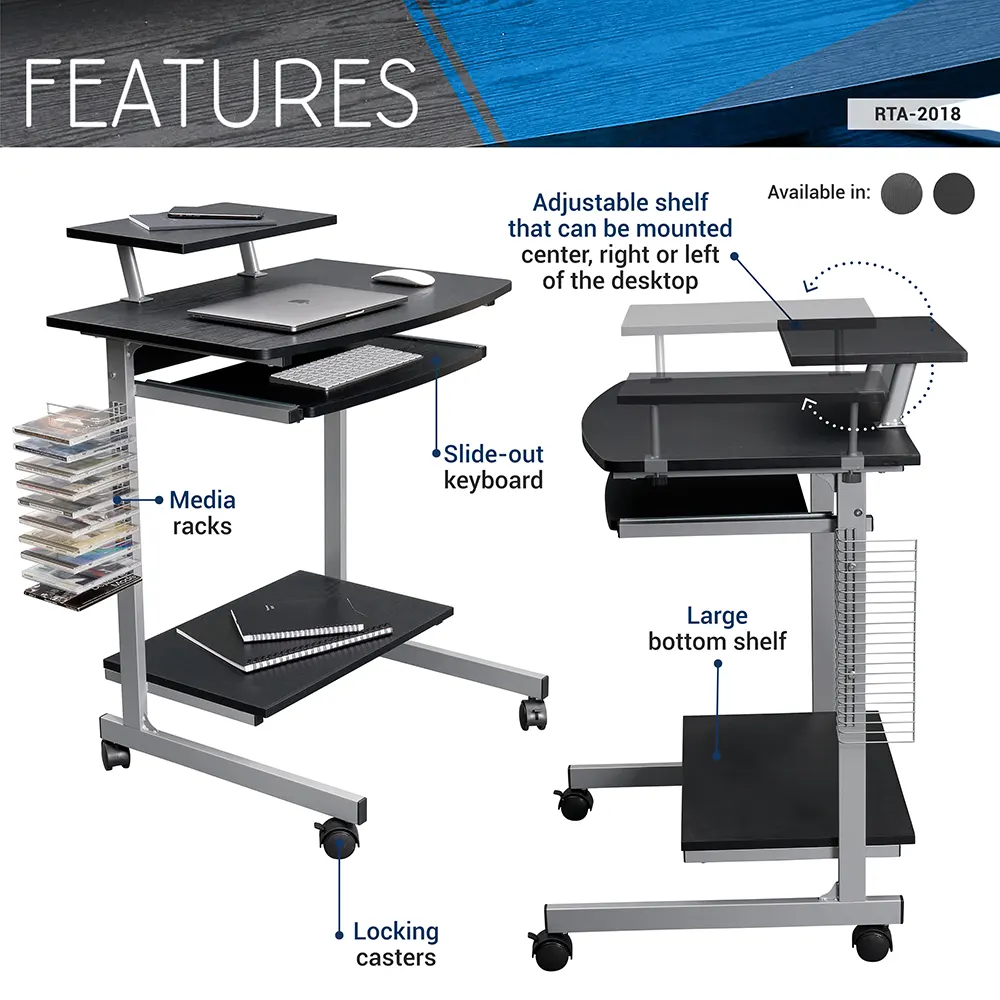 FEATURES
RTA-2018
Available in:
Adjustable shelf
that can be mounted
center, right or left
of the desktop
Slide-out
keyboard
Media
racks
Large
bottom shelf
Locking
casters